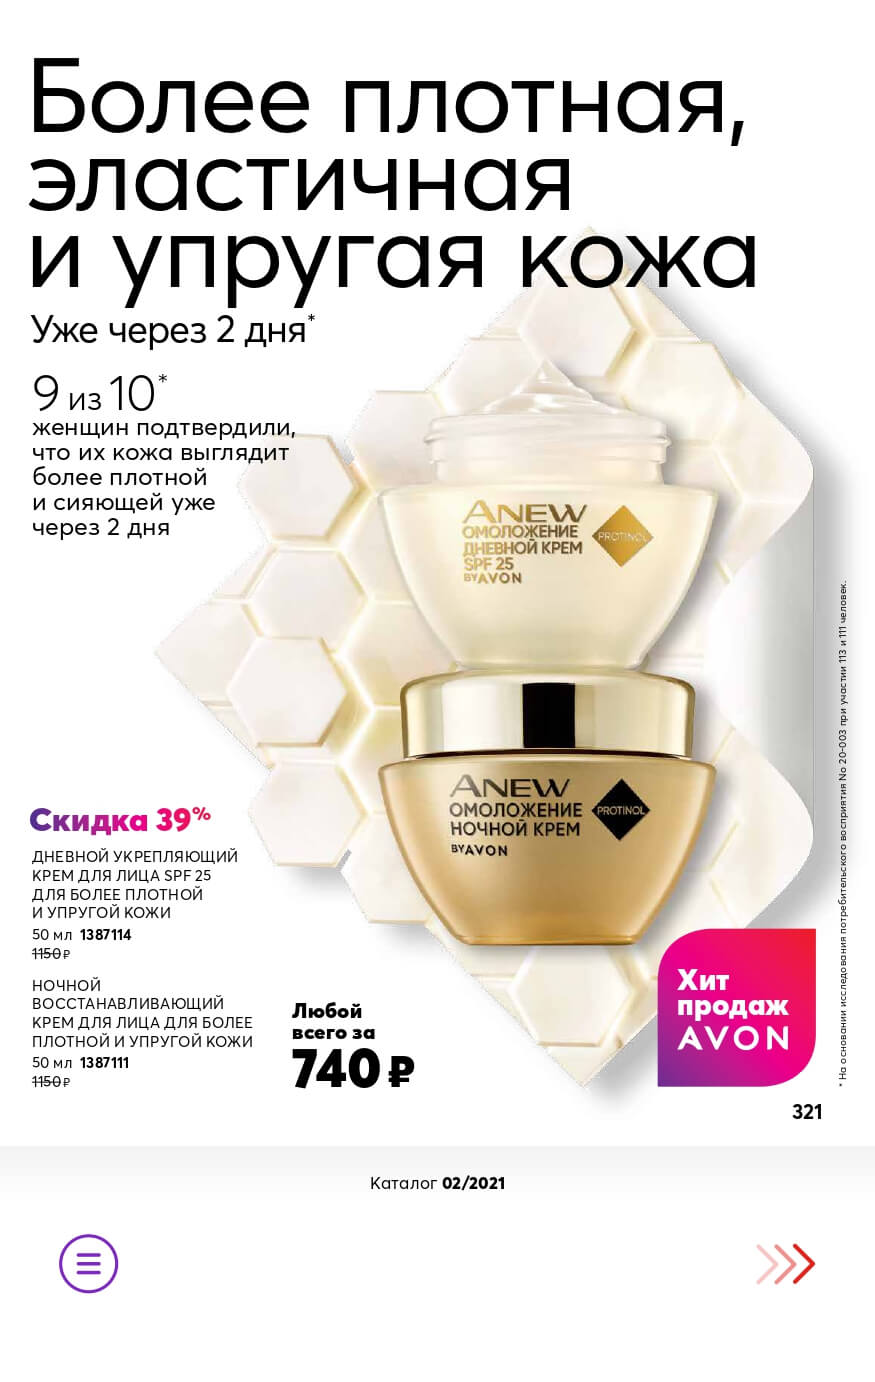 Более плотная,
эластичная
и упругая кожа
Уже через 2 дня*
9 из 10*
женщин подтвердили,
что их кожа выглядит
более плотной
и сияющей уже
через 2 дня
ANEW
ОМОЛОЖЕНИЕ
ДНЕВНОЙ КРЕМ
SPF 25
BY AVON
PROTINOL
ANEW
ОМОЛОЖЕНИЕ
НОЧНОЙ КРЕМ
BY AVON
PROTINOL
Скидка 39%
ДНЕВНОЙ УКРЕПЛЯЮЩИЙ
КРЕМ ДЛЯ ЛИЦА SPF 25
ДЛЯ БОЛЕЕ ПЛОТНОЙ
И УПРУГОЙ КОЖИ
50 мл 1387114
1150 ₽
НОЧНОЙ
ВОССТАНАВЛИВАЮЩИЙ
КРЕМ ДЛЯ ЛИЦА ДЛЯ БОЛЕЕ
ПЛОТНОЙ И УПРУГОЙ КОЖИ
50 мл 1387111
1150 ₽
Любой
всего за
740 ₽
Хит
продаж
AVON
* На основании исследования потребительского восприятия No 20-003 при участии 113 и 111 человек.
321
Каталог 02/2021